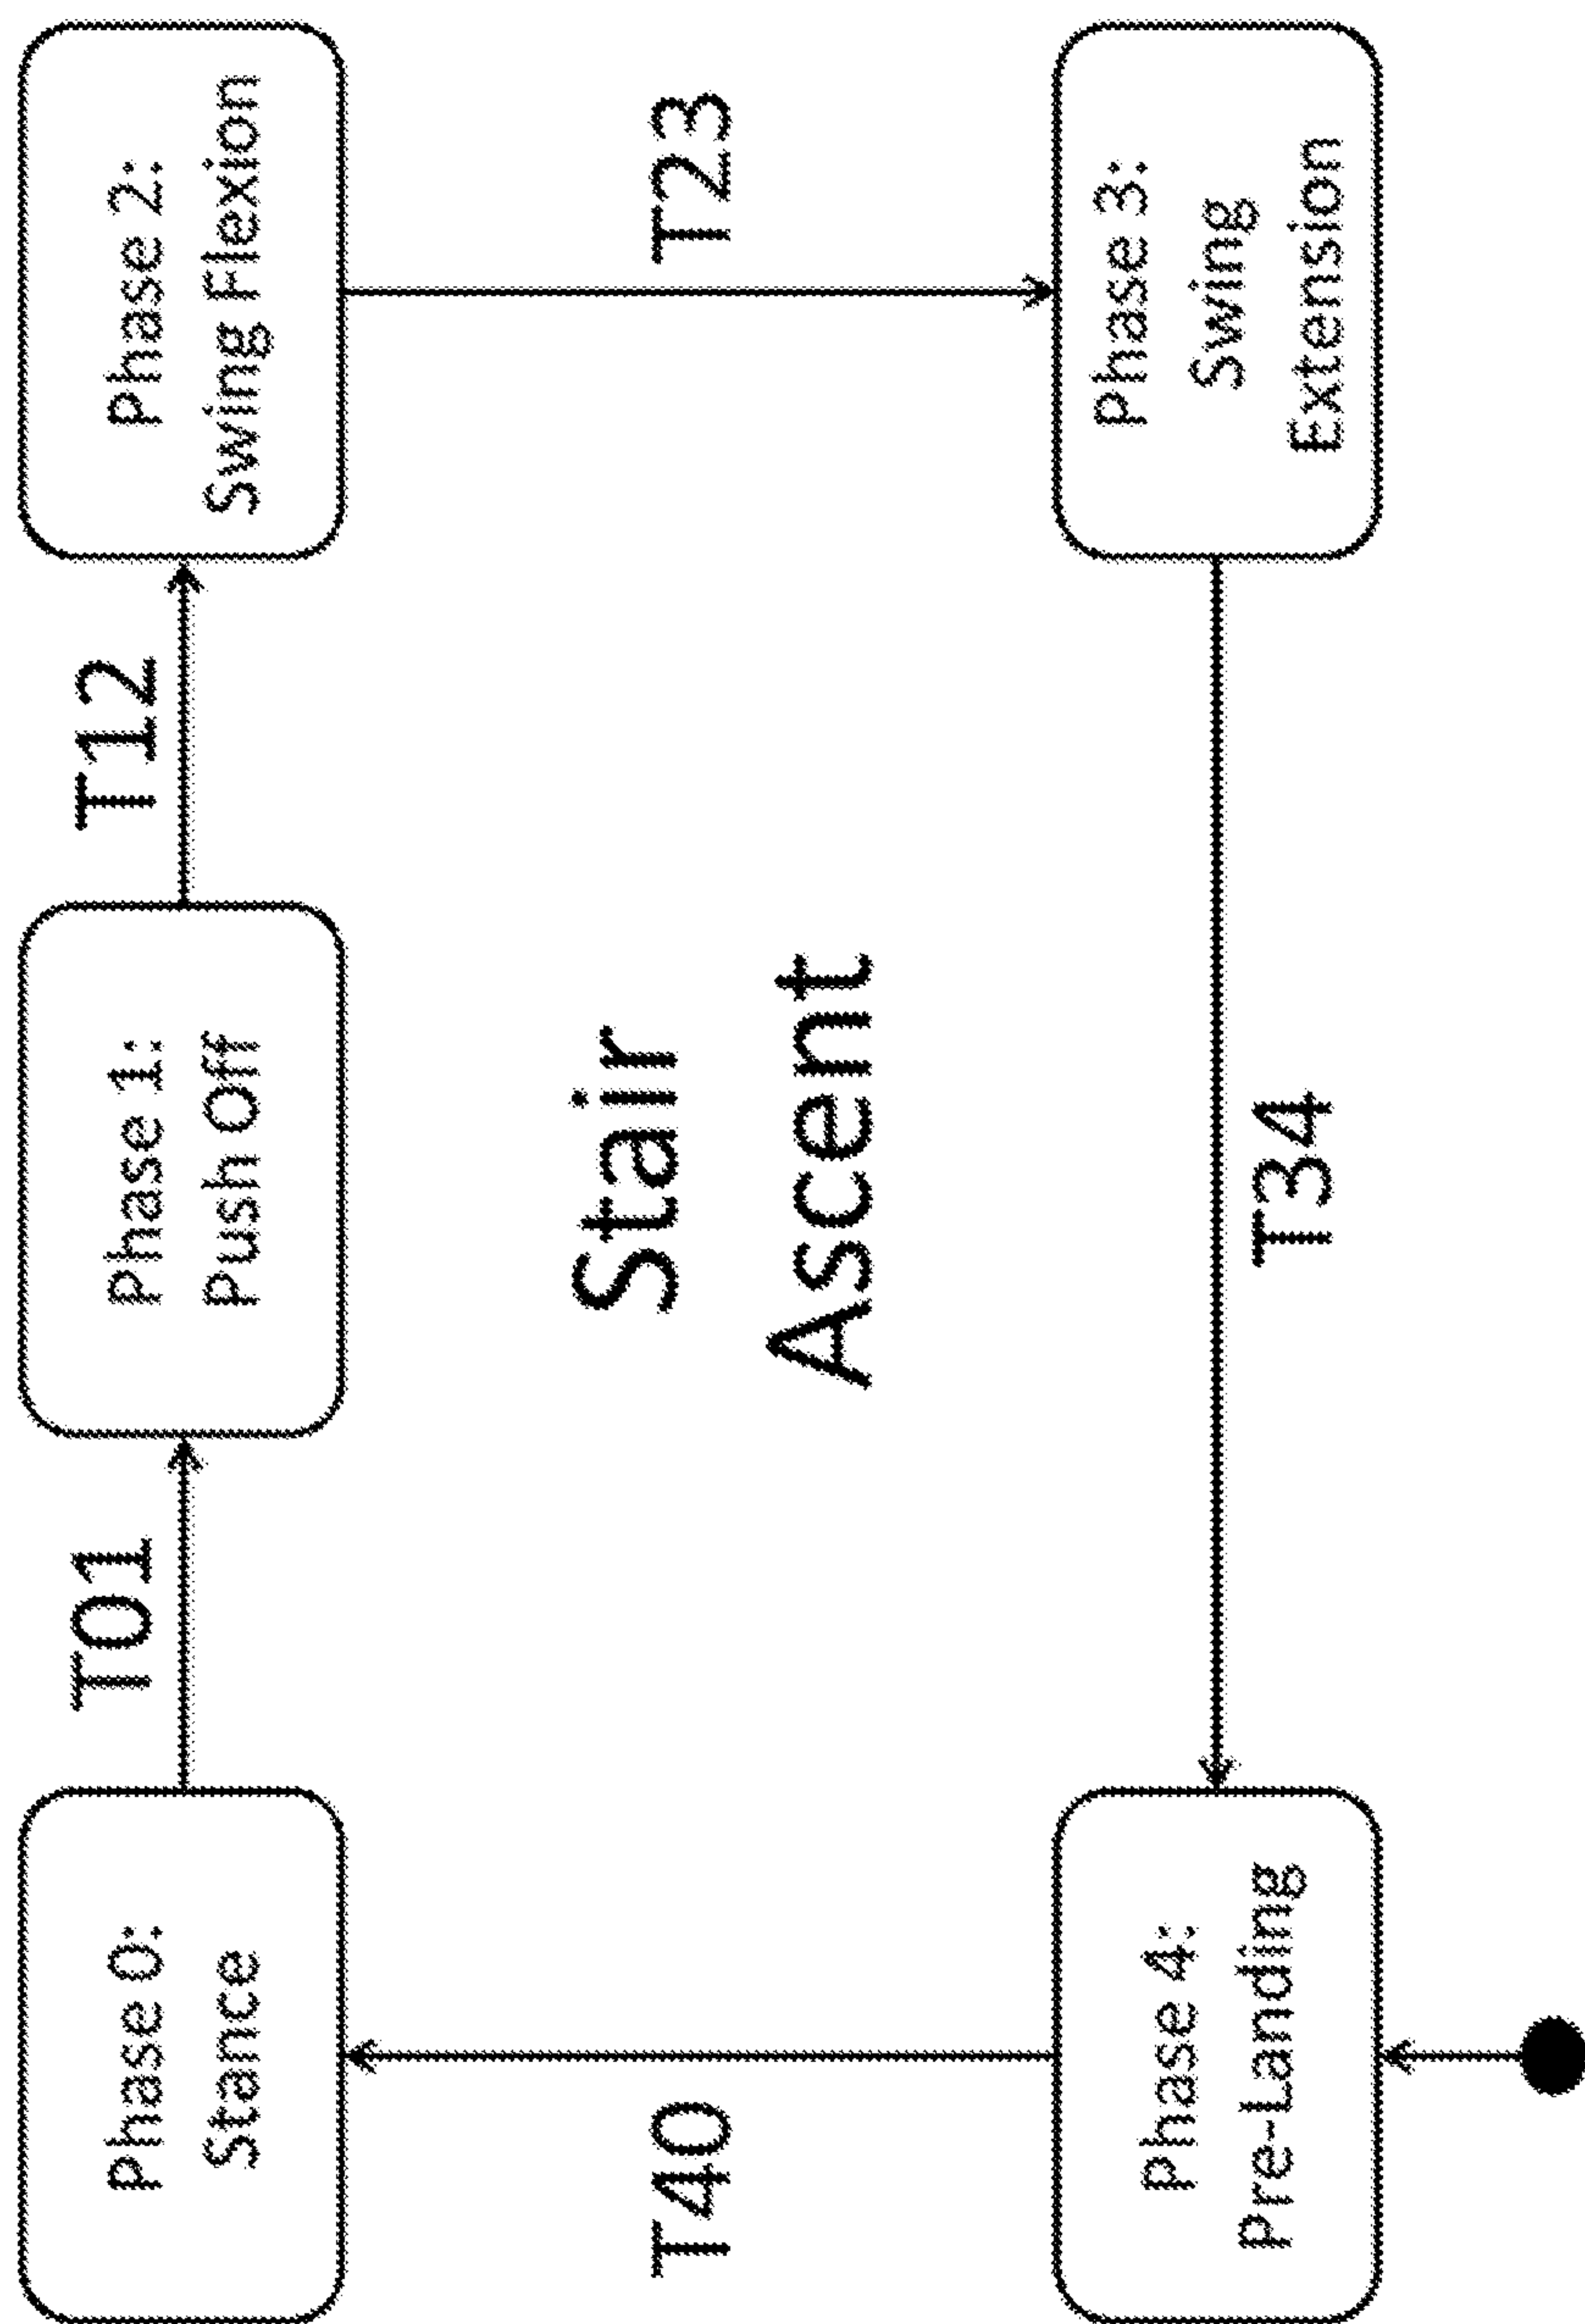 T01
T12
Phase 0:
Stance
Phase 1:
Push Off
Phase 2:
Swing Flexion
Stair
Ascent
T40
T23
Phase 4:
Pre-Landing
Phase 3:
Swing
Extension
T34